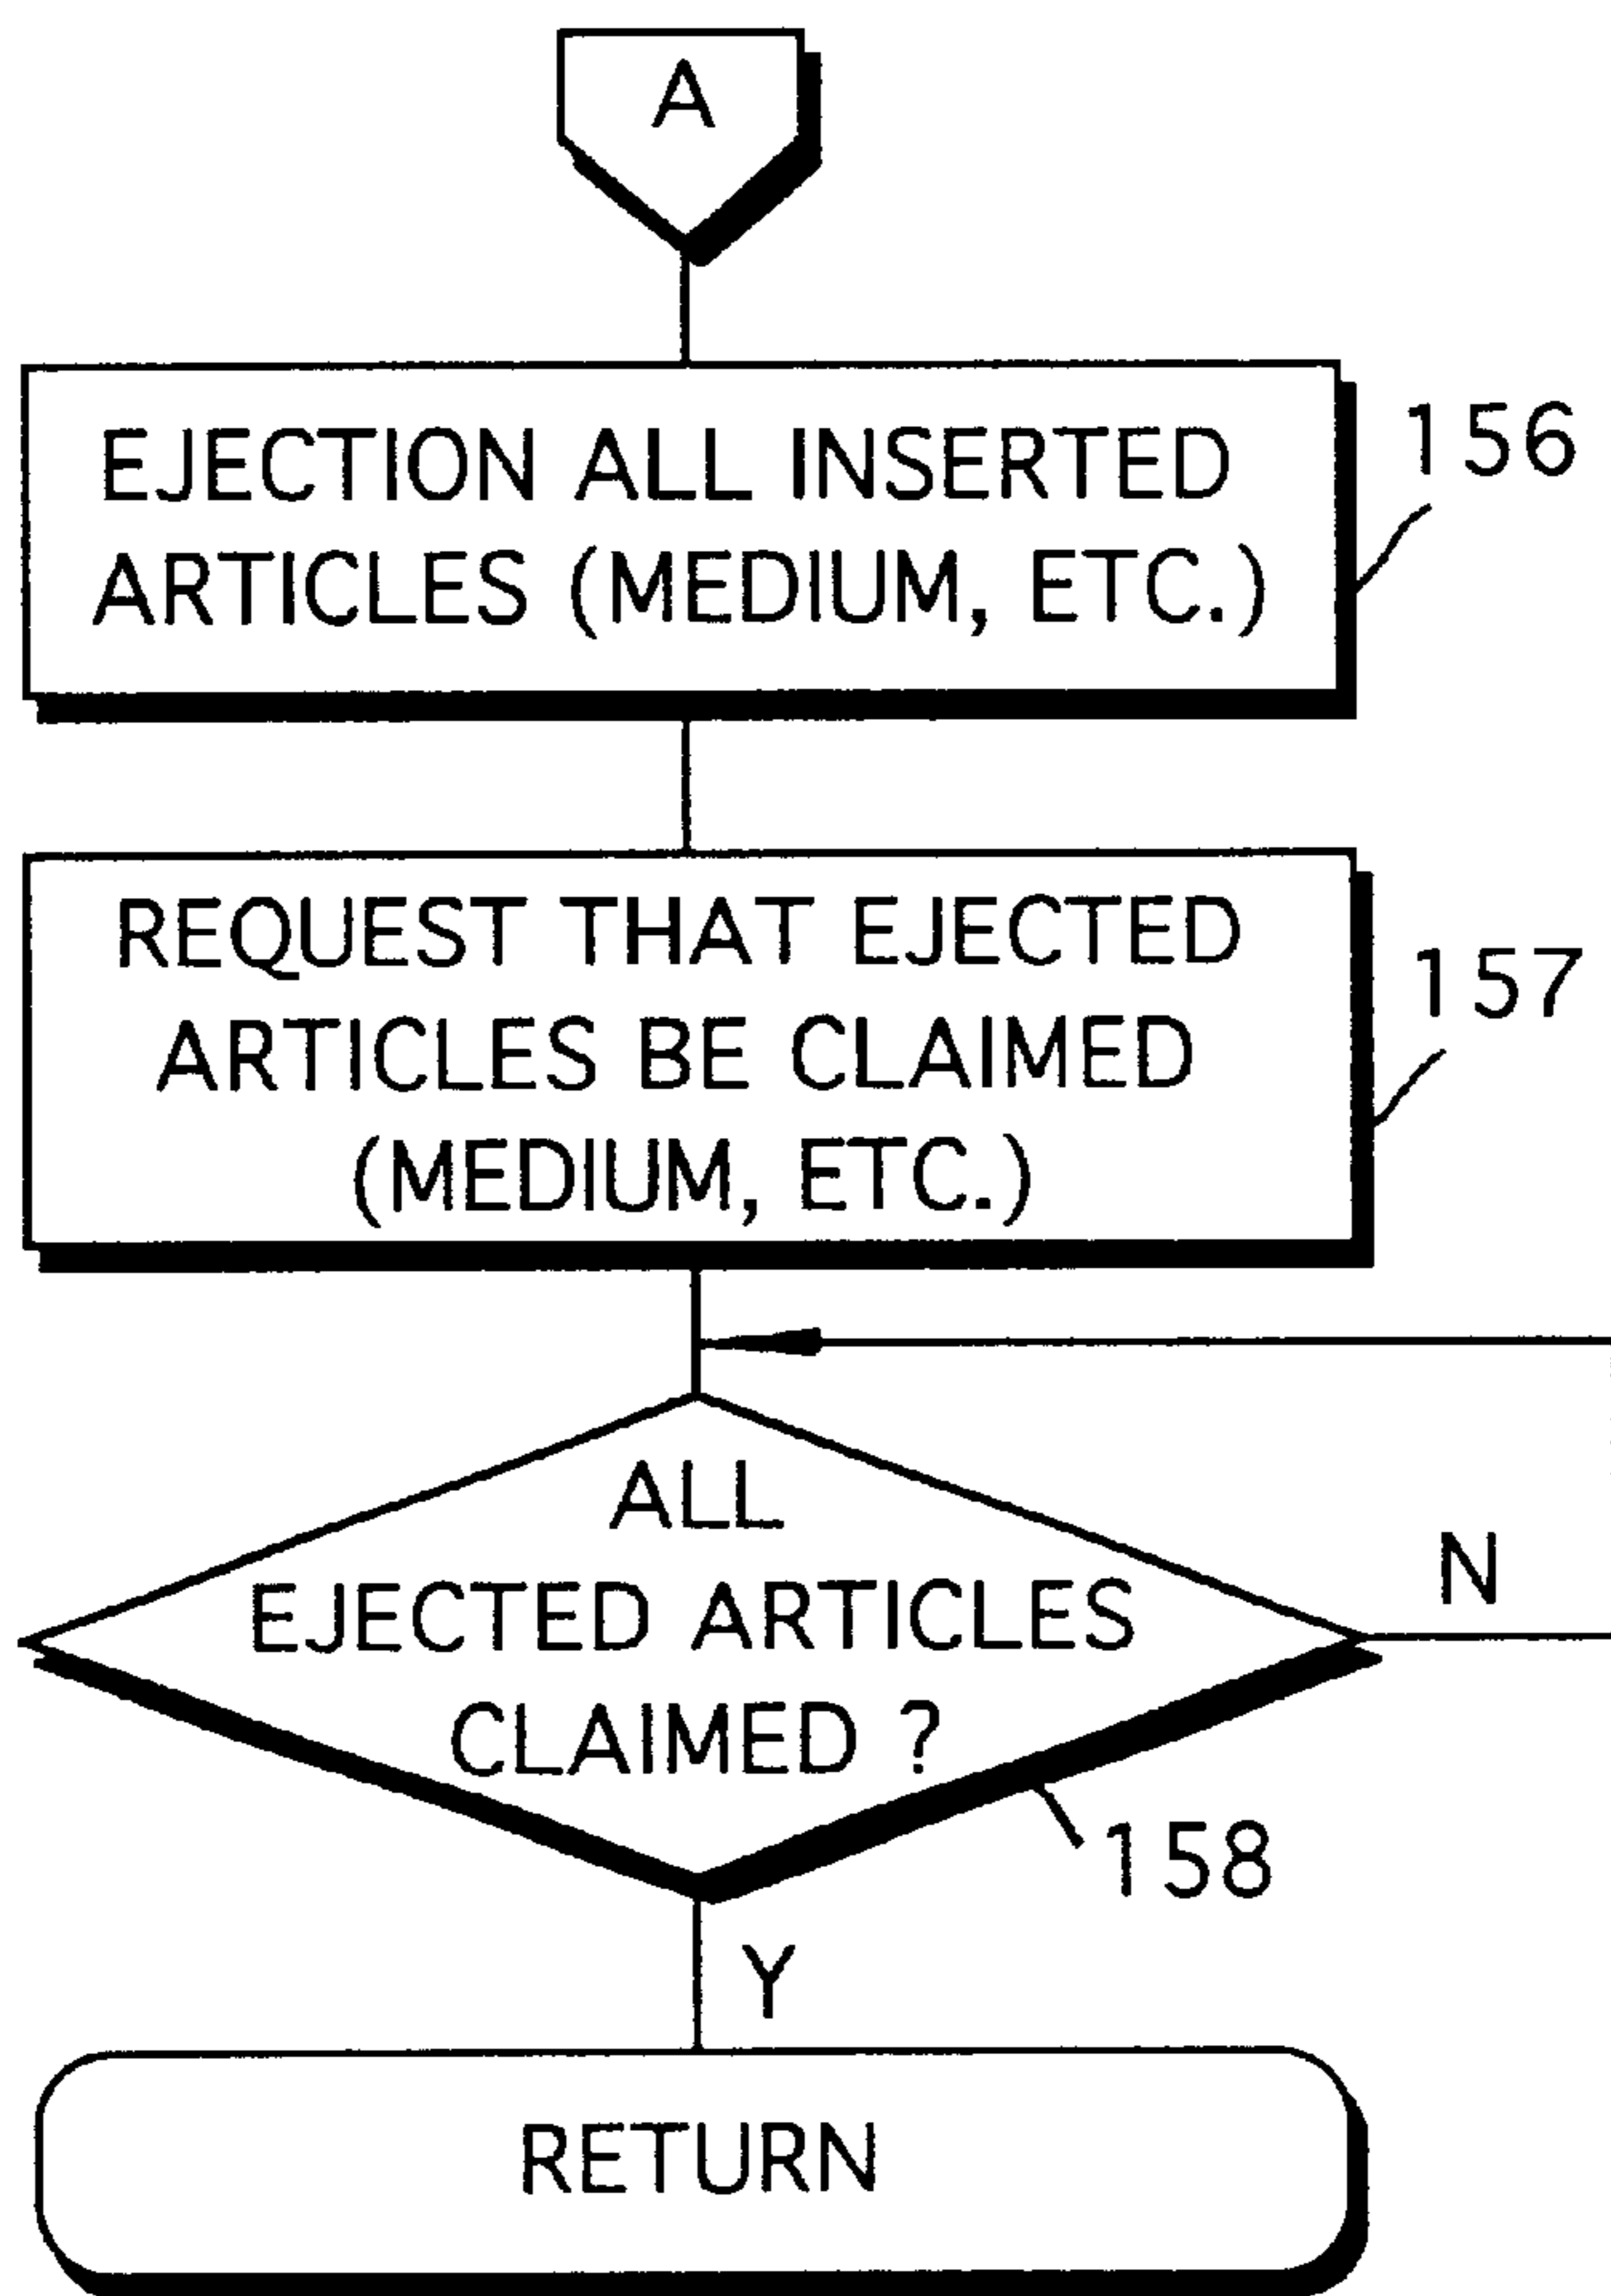 A
EJECTION ALL INSERTED
ARTICLES (MEDIUM, ETC.)
156
REQUEST THAT EJECTED
ARTICLES BE CLAIMED
(MEDIUM, ETC.)
157
ALL
EJECTED ARTICLES
CLAIMED ?
N
158
Y
RETURN